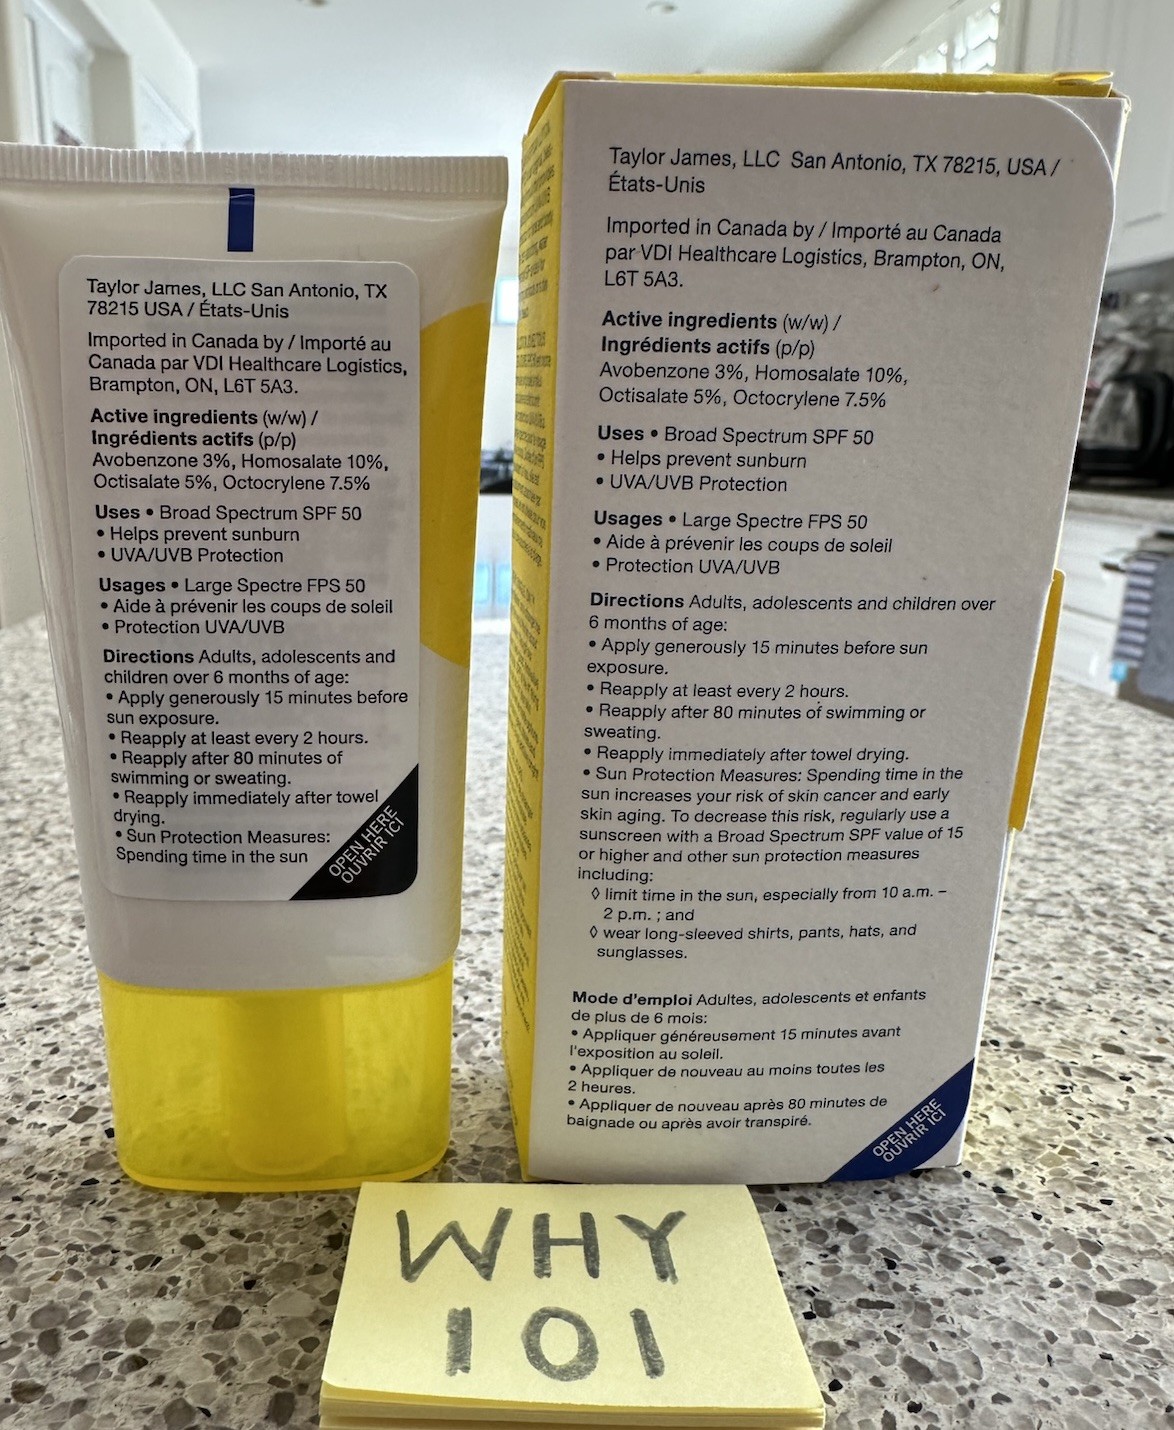 Taylor James, LLC San Antonio, TX
78215 USA / États-Unis
Imported in Canada by / Importé au
Canada par VDI Healthcare Logistics,
Brampton, ON, L6T 5A3.
Active ingredients (w/w) /
Ingrédients actifs (p/p)
Avobenzone 3%, Homosalate 10%,
Octisalate 5%, Octocrylene 7.5%
Uses • Broad Spectrum SPF 50
• Helps prevent sunburn
• UVA/UVB Protection
Usages • Large Spectre FPS 50
• Aide à prévenir les coups de soleil
• Protection UVA/UVB
Directions Adults, adolescents and
children over 6 months of age:
• Apply generously 15 minutes before
sun exposure.
• Reapply at least every 2 hours.
• Reapply after 80 minutes of
swimming or sweating.
• Reapply immediately after towel
drying.
• Sun Protection Measures:
Spending time in the sun
OPEN HERE
OUVRIR ICI
Taylor James, LLC San Antonio, TX 78215, USA /
États-Unis
Imported in Canada by / Importé au Canada
par VDI Healthcare Logistics, Brampton, ON,
L6T 5A3.
Active ingredients (w/w) /
Ingrédients actifs (p/p)
Avobenzone 3%, Homosalate 10%,
Octisalate 5%, Octocrylene 7.5%
Uses • Broad Spectrum SPF 50
• Helps prevent sunburn
• UVA/UVB Protection
Usages • Large Spectre FPS 50
• Aide à prévenir les coups de soleil
• Protection UVA/UVB
Directions Adults, adolescents and children over
6 months of age:
• Apply generously 15 minutes before sun
exposure.
• Reapply at least every 2 hours.
• Reapply after 80 minutes of swimming or
sweating.
• Reapply immediately after towel drying.
• Sun Protection Measures: Spending time in the
sun increases your risk of skin cancer and early
skin aging. To decrease this risk, regularly use a
sunscreen with a Broad Spectrum SPF value of 15
or higher and other sun protection measures
including:
◊ limit time in the sun, especially from 10 a.m. –
2 p.m. ; and
◊ wear long-sleeved shirts, pants, hats, and
sunglasses.
Mode d'emploi Adultes, adolescents et enfants
de plus de 6 mois:
• Appliquer généreusement 15 minutes avant
l'exposition au soleil.
• Appliquer de nouveau au moins toutes les
2 heures.
• Appliquer de nouveau après 80 minutes de
baignade ou après avoir transpiré.
OPEN HERE
OUVRIR ICI
WHY
101